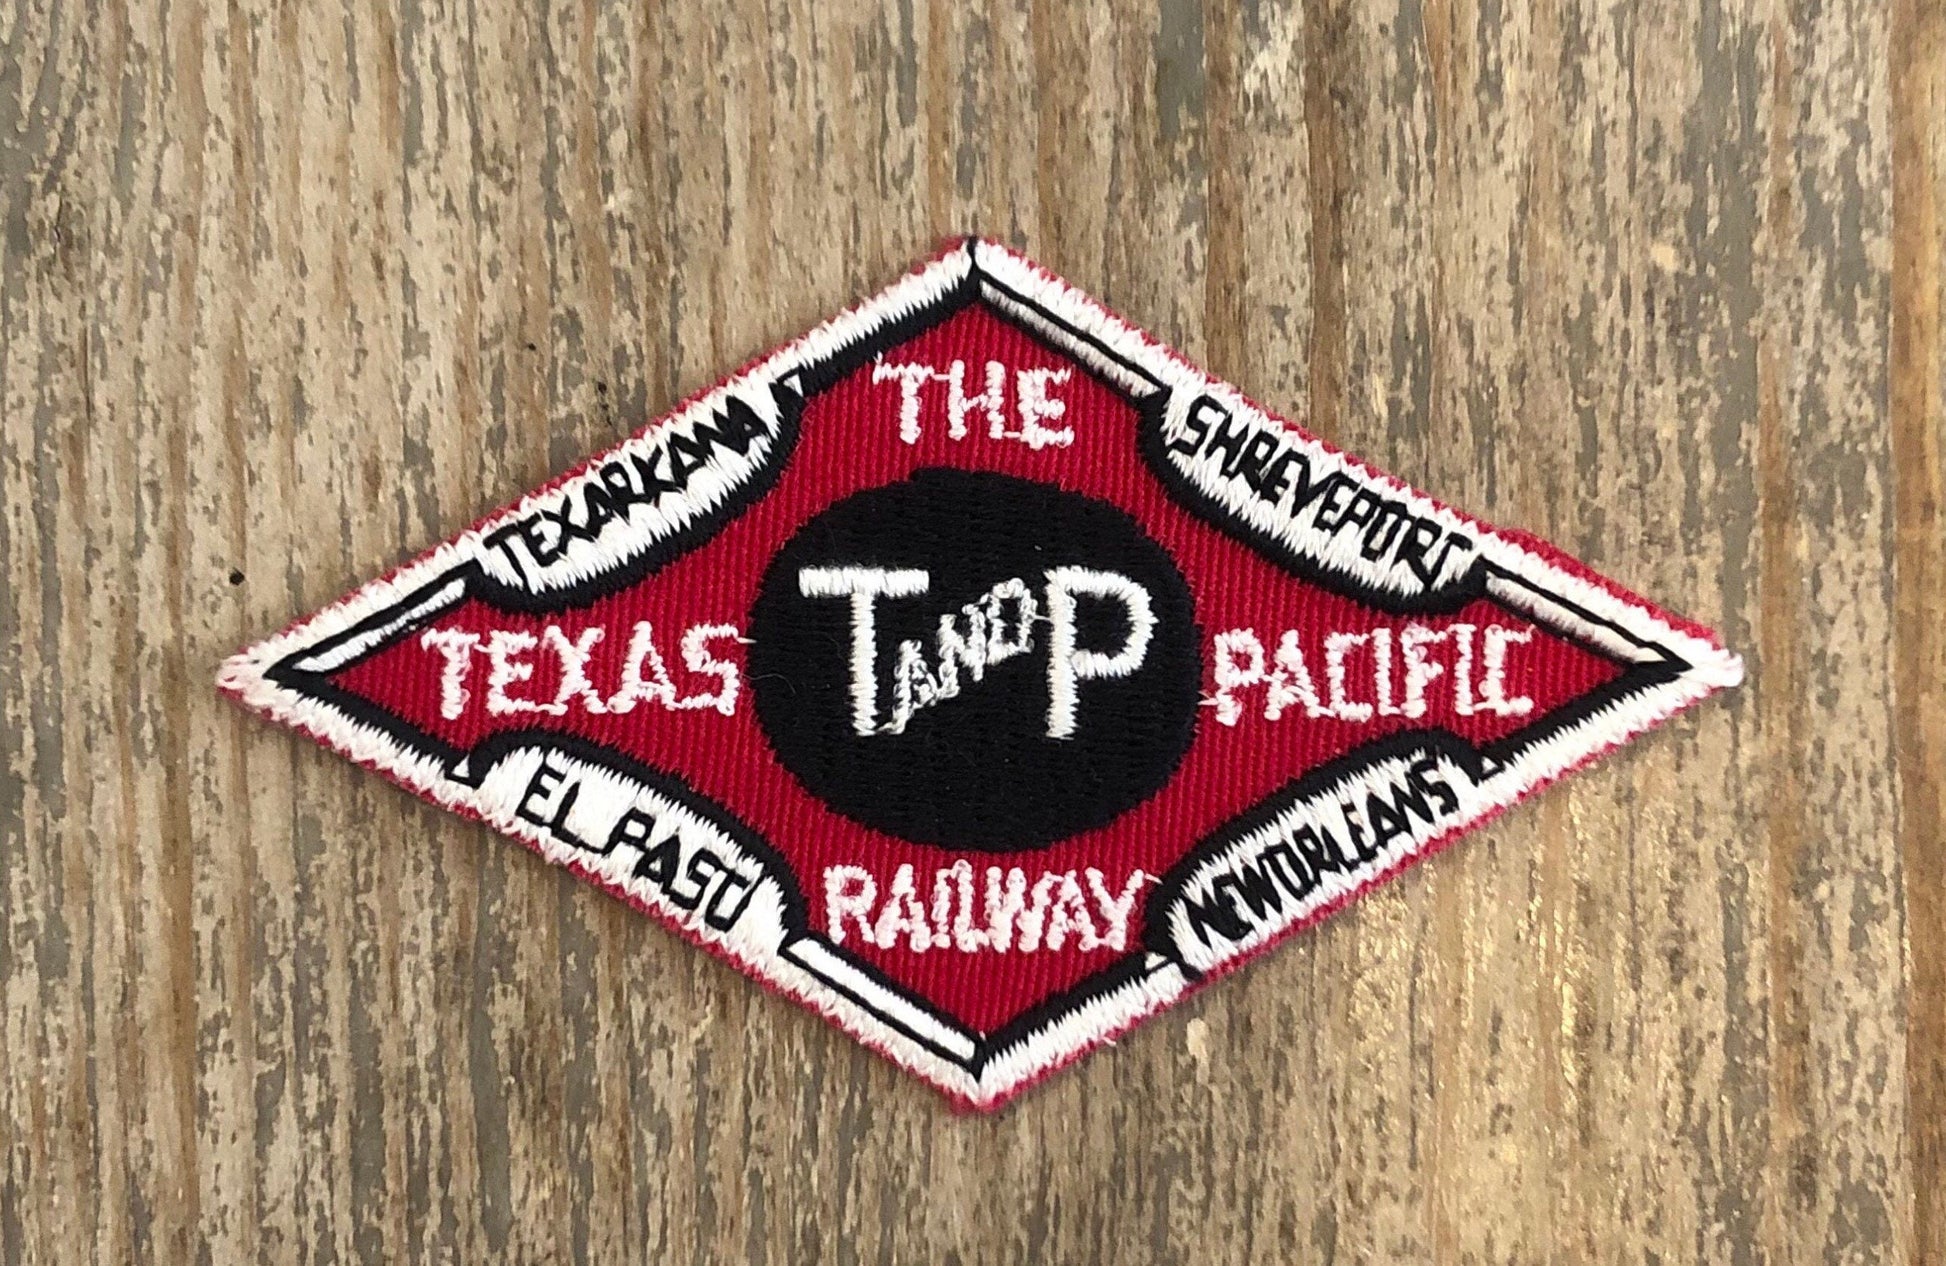 THE
TEXARKANA
SHREVEPORT
TEXAS T AND P PACIFIC
EL PASO
NEW ORLEANS
RAILWAY